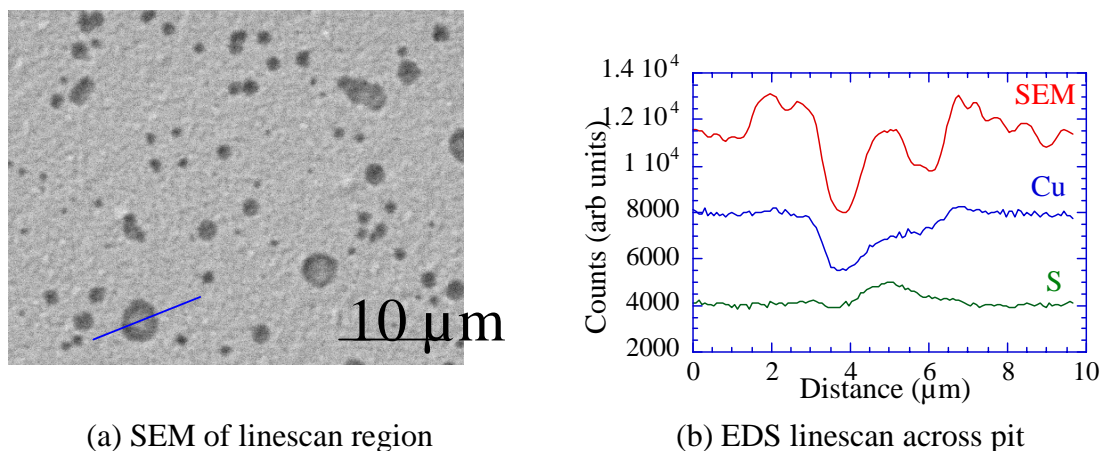 10 µm
(a) SEM of linescan region
1.4 10⁴
1.2 10⁴
1 10⁴
8000
6000
4000
2000
Counts (arb units)
SEM
Cu
S
0 2 4 6 8 10
Distance (µm)
(b) EDS linescan across pit